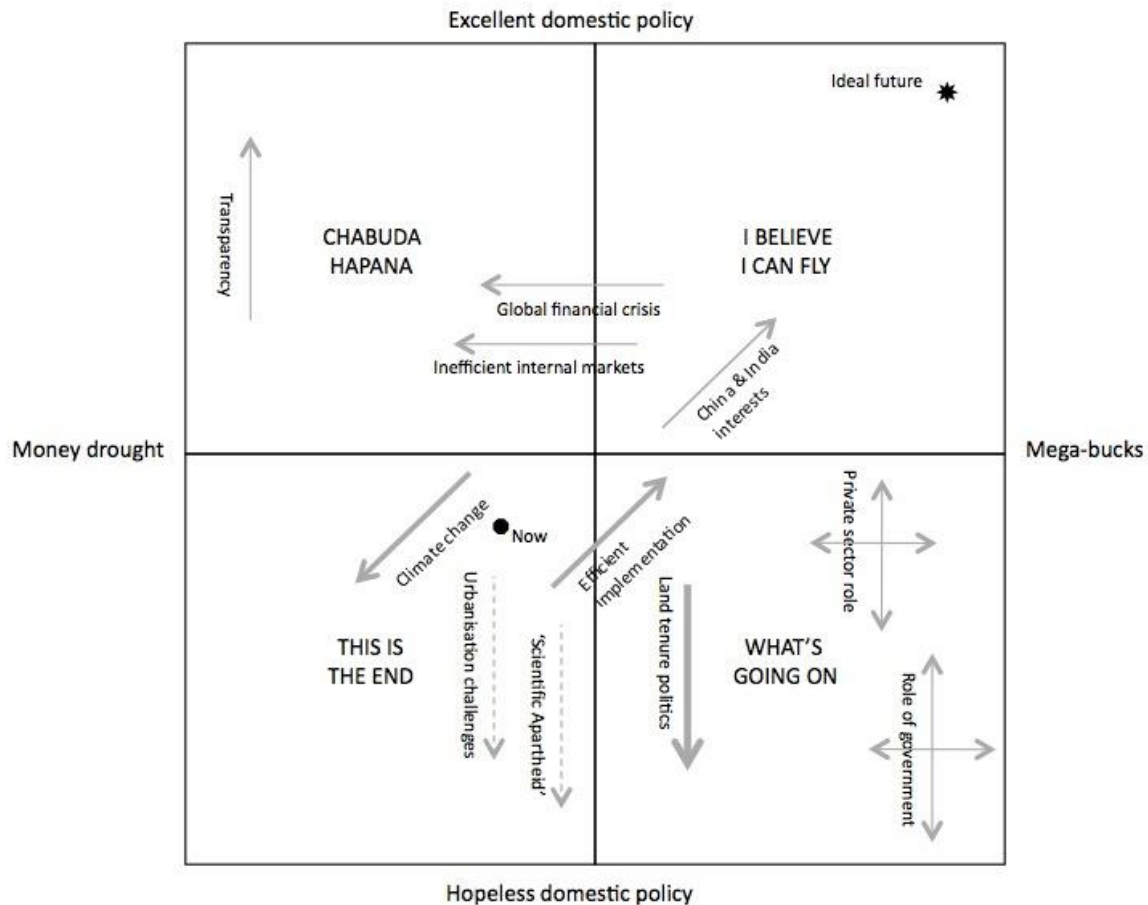 Excellent domestic policy
Ideal future
Transparency
CHABUDA
HAPANA
I BELIEVE
I CAN FLY
Global financial crisis
Inefficient internal markets
China & India
interests
Money drought
Mega-bucks
Climate change
Now
Efficient
implementation
Private sector role
Urbanisation challenges
'Scientific Apartheid'
Land tenure politics
THIS IS
THE END
WHAT'S
GOING ON
Role of government
Hopeless domestic policy